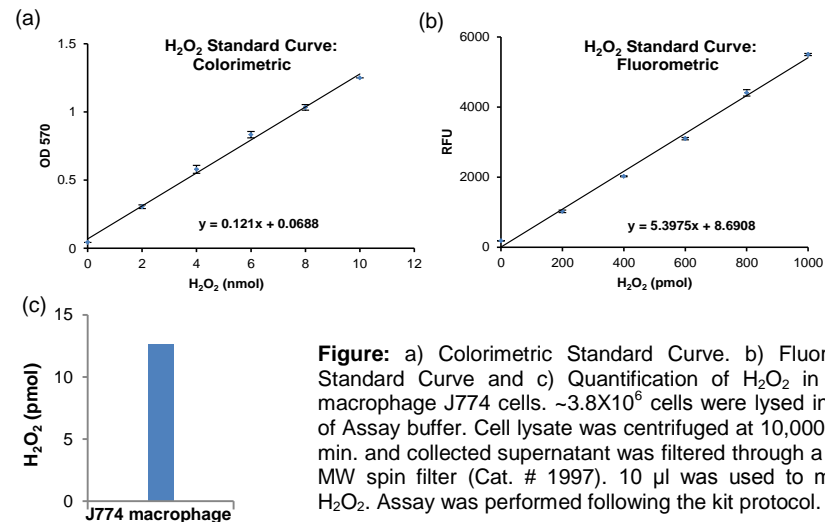 (a)
H₂O₂ Standard Curve:
Colorimetric
1.5
1
0.5
0
OD 570
y = 0.121x + 0.0688
0 2 4 6 8 10 12
H₂O₂ (nmol)
(b)
H₂O₂ Standard Curve:
Fluorometric
6000
4000
2000
0
RFU
y = 5.3975x + 8.6908
0 200 400 600 800 1000
H₂O₂ (pmol)
(c)
15
10
5
0
H₂O₂ (pmol)
J774 macrophage
Figure: a) Colorimetric Standard Curve. b) Fluor
Standard Curve and c) Quantification of H₂O₂ in
macrophage J774 cells. ~3.8X10⁶ cells were lysed in
of Assay buffer. Cell lysate was centrifuged at 10,000
min. and collected supernatant was filtered through a
MW spin filter (Cat. # 1997). 10 µl was used to m
H₂O₂. Assay was performed following the kit protocol.